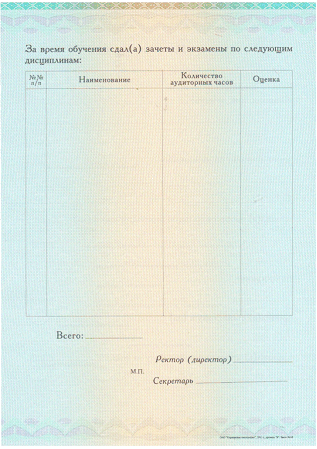 За время обучения сдал(а) зачеты и экзамены по следующим
дисциплинам:
№№ Наименование Количество Оценка
п/п аудиторных часов
Всего:
Ректор (директор)
М.П.
Секретарь